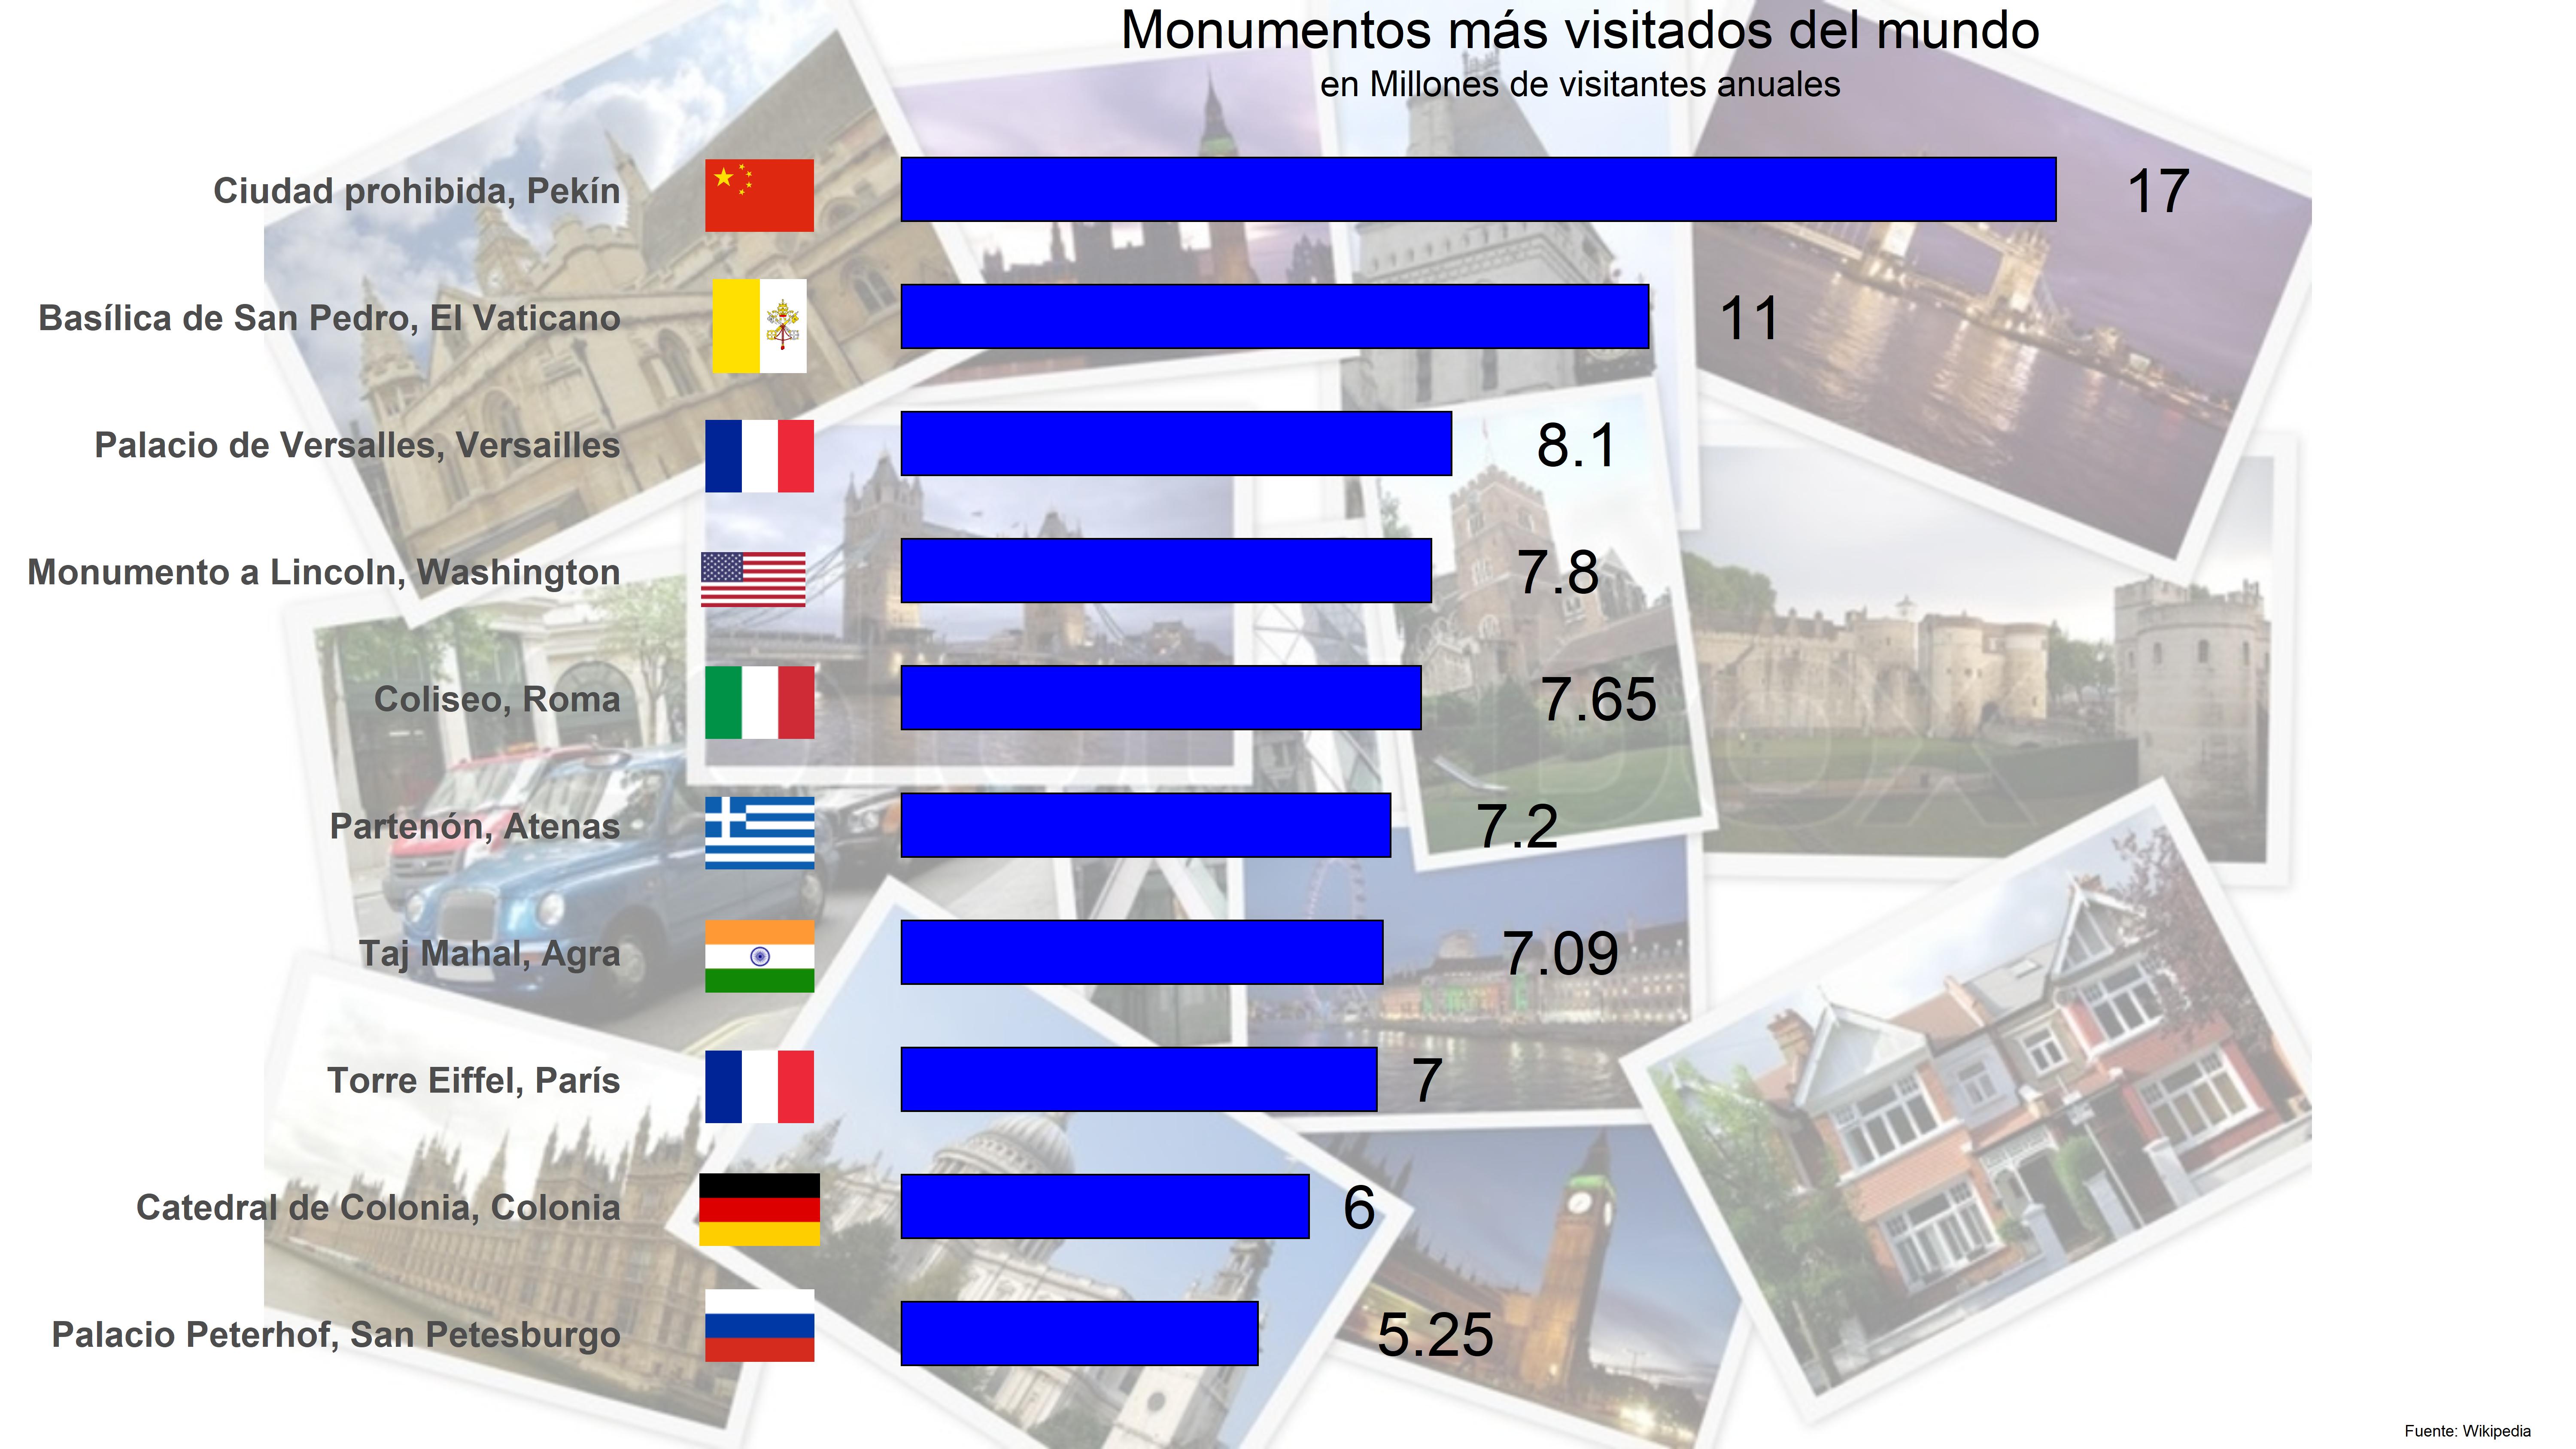 Monumentos más visitados del mundo
en Millones de visitantes anuales
Ciudad prohibida, Pekín 17
Basílica de San Pedro, El Vaticano 11
Palacio de Versalles, Versailles 8.1
Monumento a Lincoln, Washington 7.8
Coliseo, Roma 7.65
Partenón, Atenas 7.2
Taj Mahal, Agra 7.09
Torre Eiffel, París 7
Catedral de Colonia, Colonia 6
Palacio Peterhof, San Petesburgo 5.25
Fuente: Wikipedia